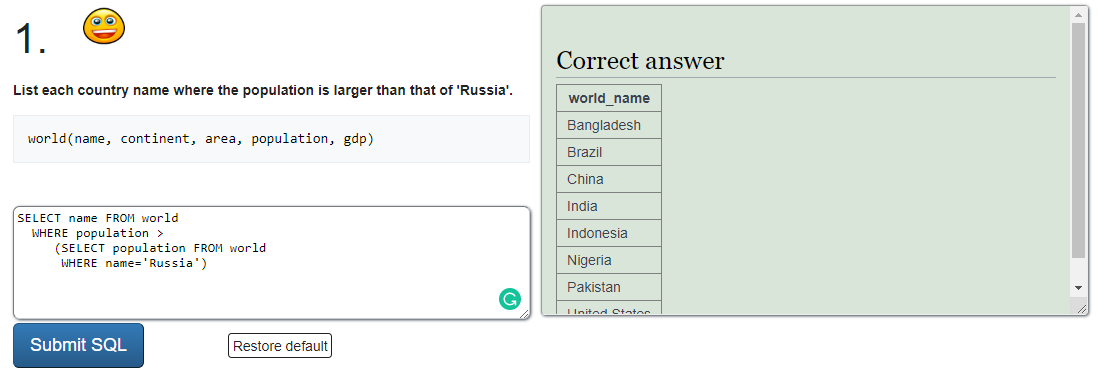 1.
List each country name where the population is larger than that of 'Russia'.
world(name, continent, area, population, gdp)
SELECT name FROM world
WHERE population >
(SELECT population FROM world
WHERE name='Russia')
Submit SQL
Restore default
Correct answer
world_name
Bangladesh
Brazil
China
India
Indonesia
Nigeria
Pakistan
United States